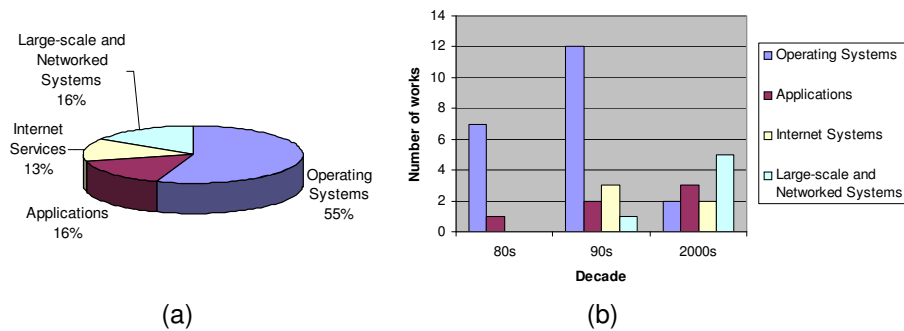 Large-scale and
Networked
Systems
16%
Internet
Services
13%
Applications
16%
Operating
Systems
55%
(a)
Number of works
14
12
10
8
6
4
2
0
80s
90s
2000s
Decade
Operating Systems
Applications
Internet Systems
Large-scale and
Networked Systems
(b)